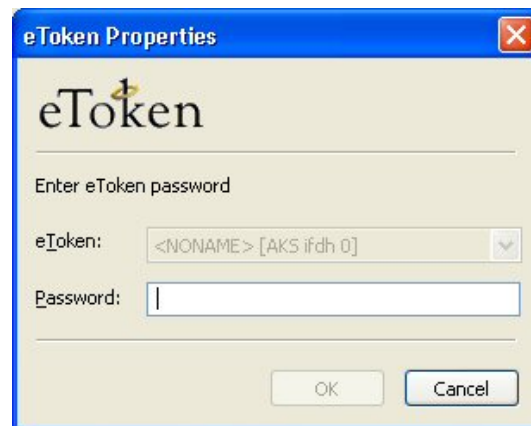 eToken Properties
eToken
Enter eToken password
eToken: <NONAME> [AKS ifdh 0]
Password:
OK Cancel